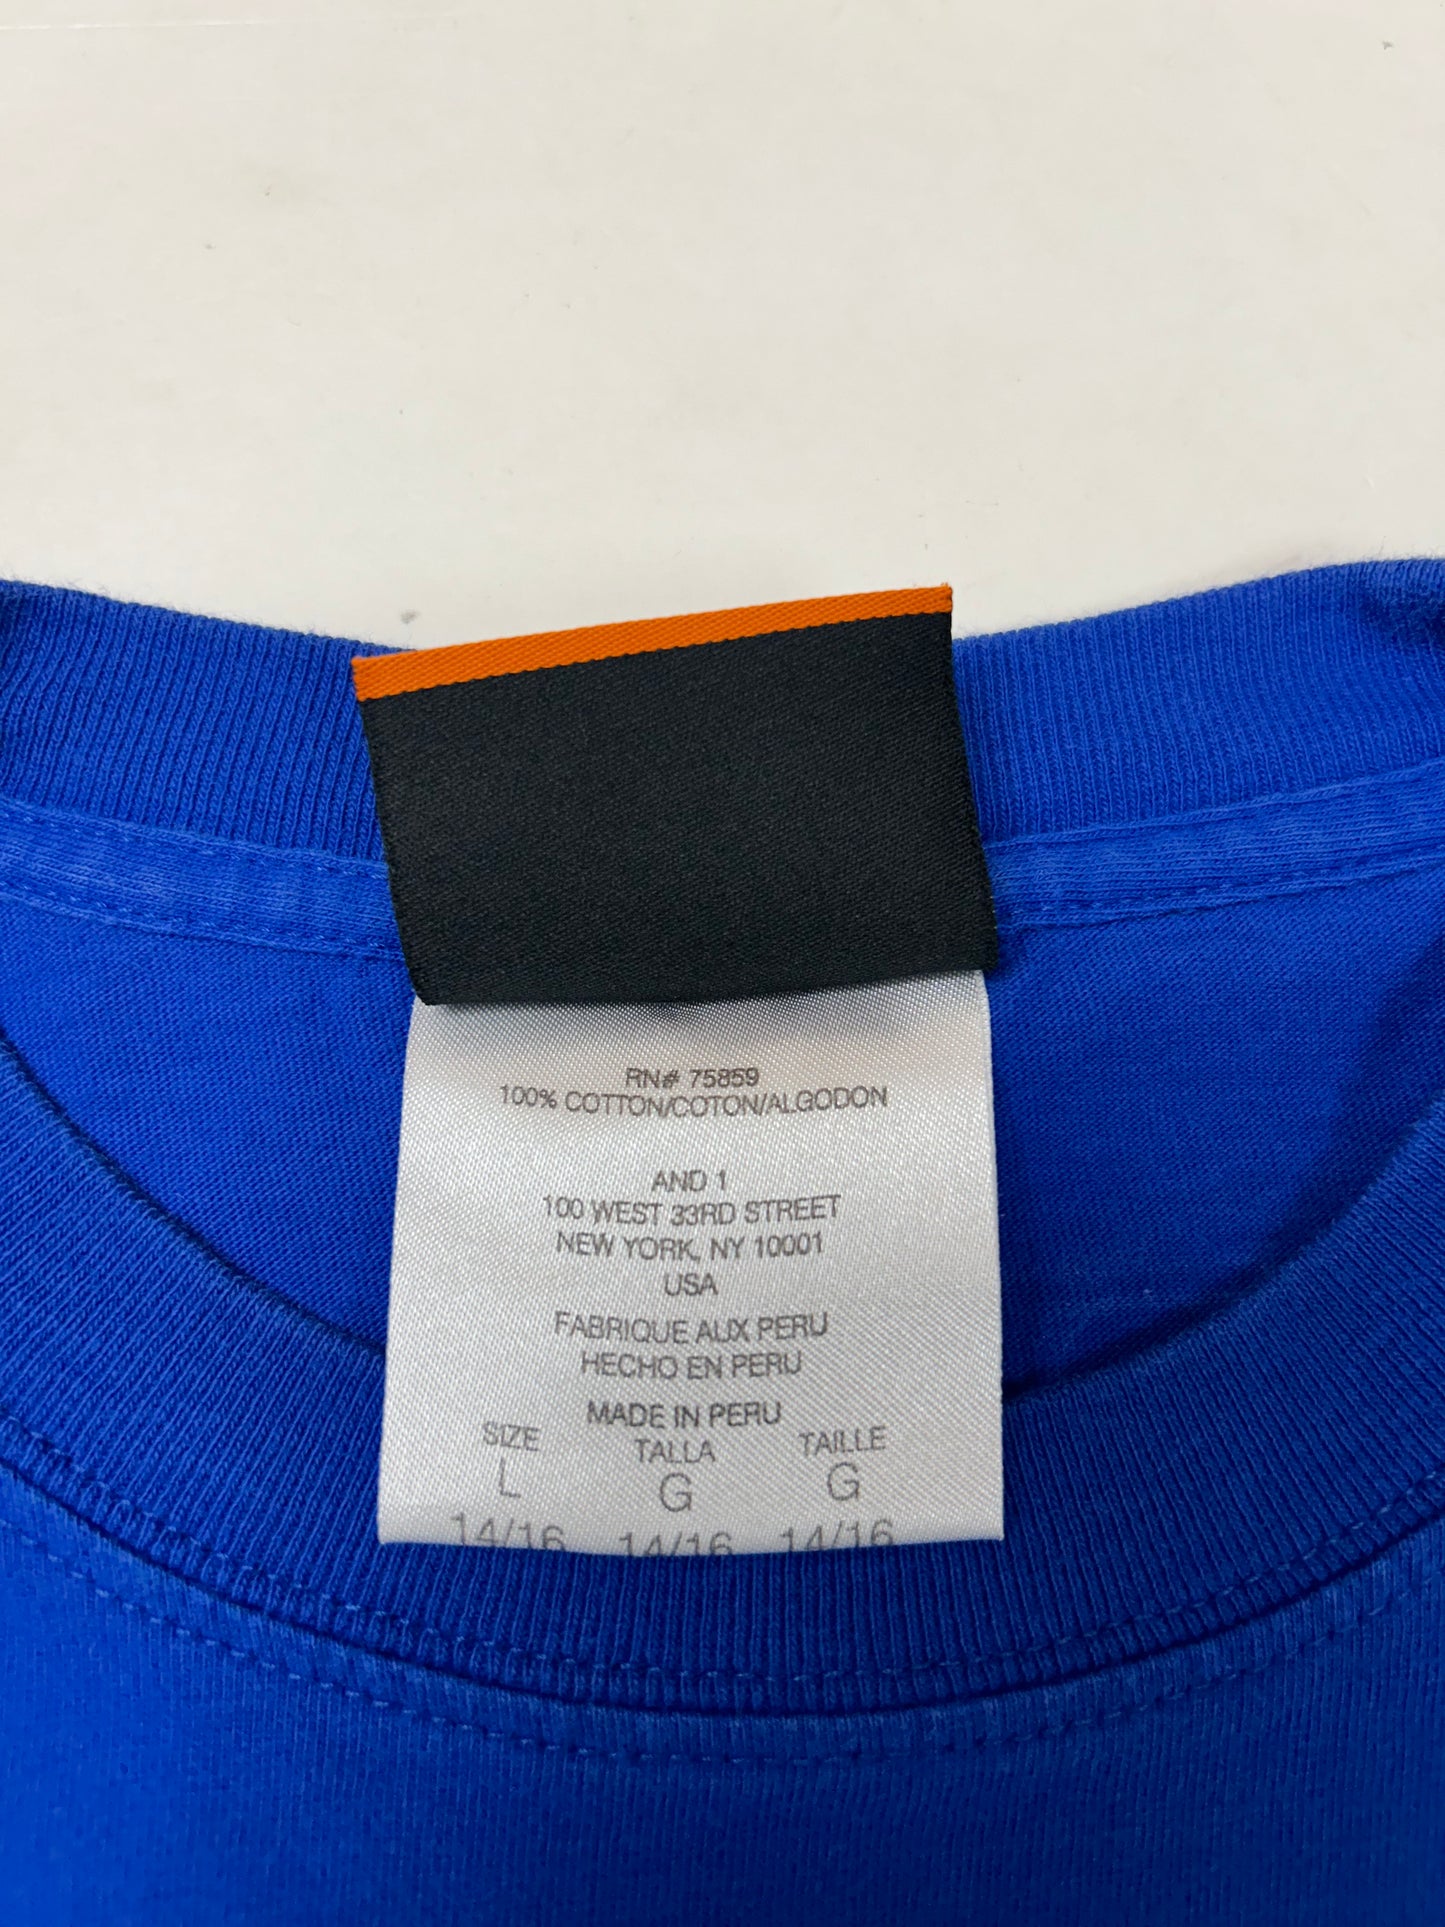 RN# 75859
100% COTTON/COTON/ALGODON
AND 1
100 WEST 33RD STREET
NEW YORK, NY 10001
USA
FABRIQUE AUX PERU
HECHO EN PERU
MADE IN PERU
SIZE TALLA TAILLE
L G G
14/16 14/16 14/16